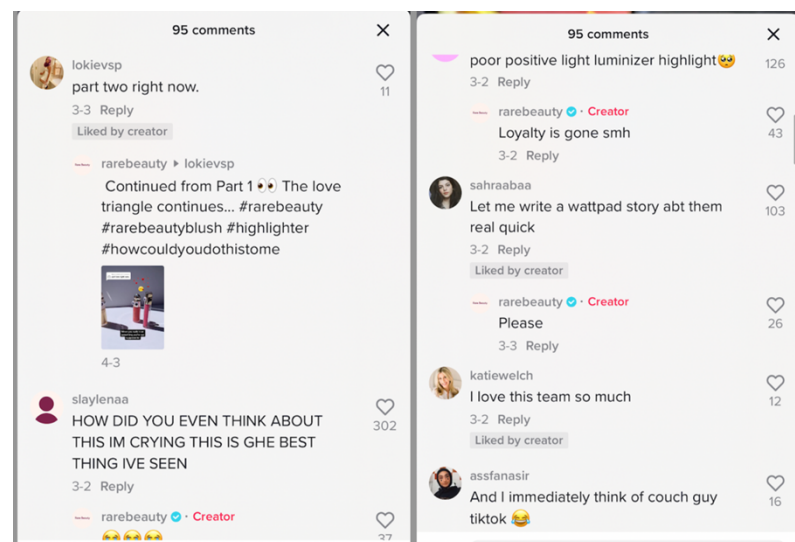 95 comments
lokievsp
part two right now.
11
3-3 Reply
Liked by creator
rarebeauty lokievsp
Continued from Part 1 👀 The love
triangle continues... #rarebeauty
#rarebeautyblush #highlighter
#howcouldyoudothistome
4-3
slaylenaa
HOW DID YOU EVEN THINK ABOUT
THIS IM CRYING THIS IS GHE BEST
THING IVE SEEN
302
3-2 Reply
rarebeauty · Creator
😂😂😂
37
95 comments
poor positive light luminizer highlight🥺
126
3-2 Reply
rarebeauty · Creator
Loyalty is gone smh
43
3-2 Reply
sahraabaa
Let me write a wattpad story abt them
real quick
103
3-2 Reply
Liked by creator
rarebeauty · Creator
Please
26
3-3 Reply
katiewelch
I love this team so much
12
3-2 Reply
Liked by creator
assfanasir
And I immediately think of couch guy
tiktok 😂
16